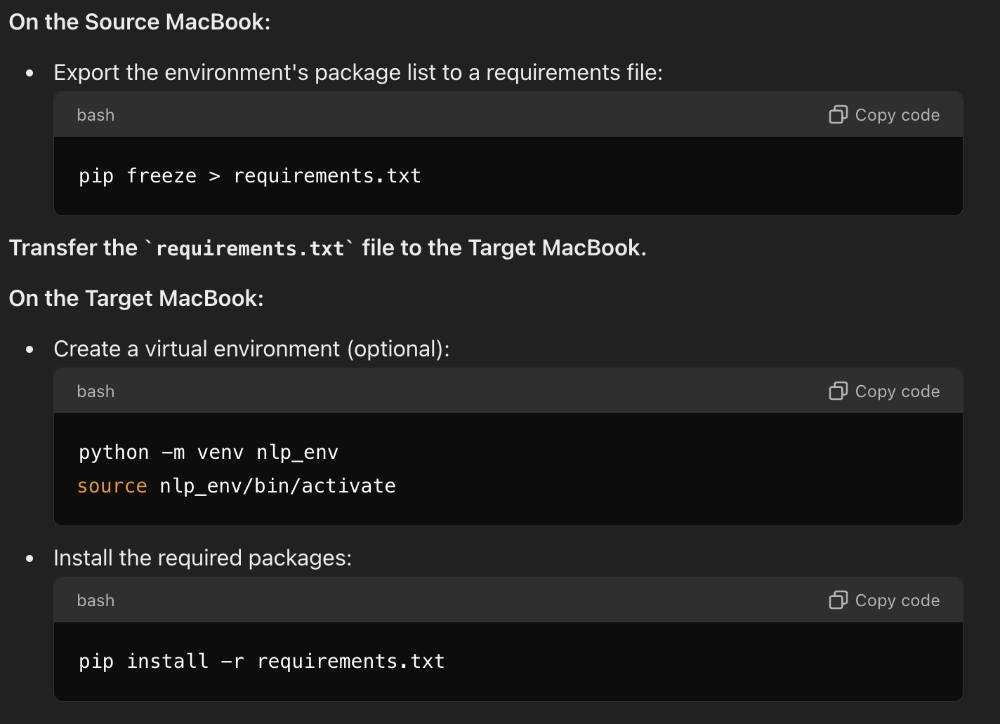 On the Source MacBook:
• Export the environment's package list to a requirements file:
bash Copy code
pip freeze > requirements.txt
Transfer the `requirements.txt` file to the Target MacBook.
On the Target MacBook:
• Create a virtual environment (optional):
bash Copy code
python -m venv nlp_env
source nlp_env/bin/activate
• Install the required packages:
bash Copy code
pip install -r requirements.txt